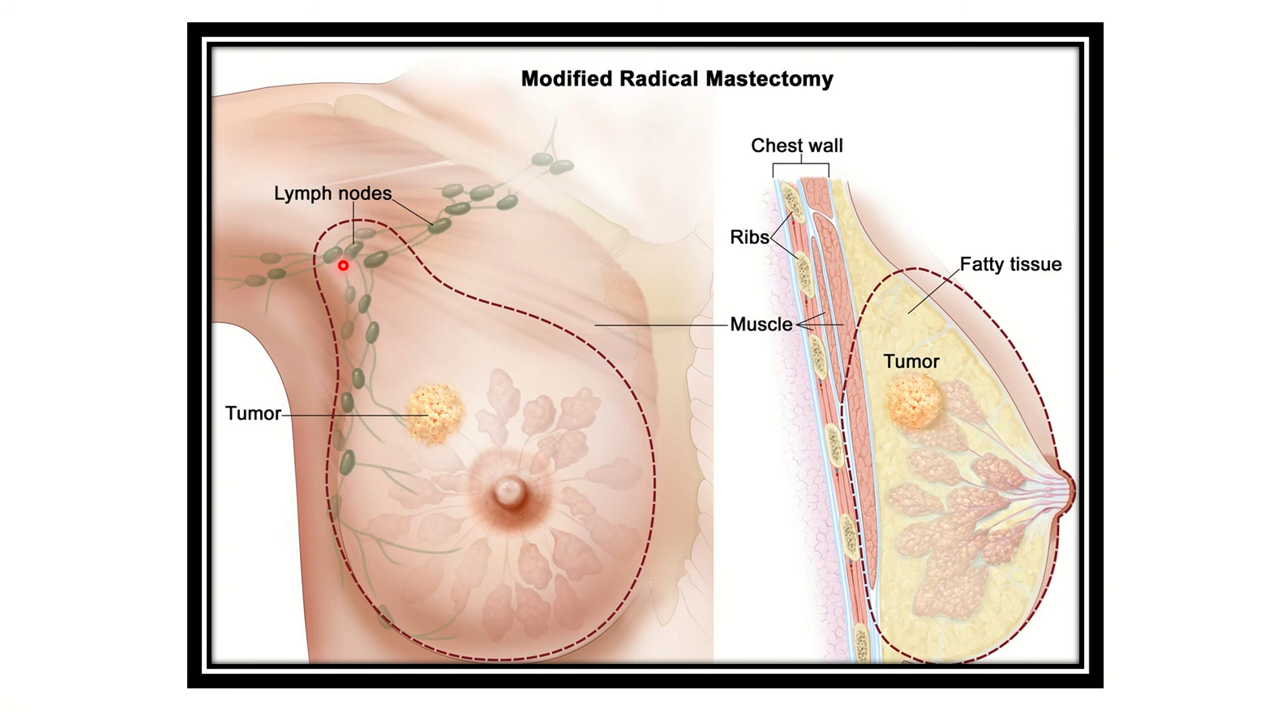 Modified Radical Mastectomy
Lymph nodes
Tumor
Chest wall
Ribs
Muscle
Fatty tissue
Tumor